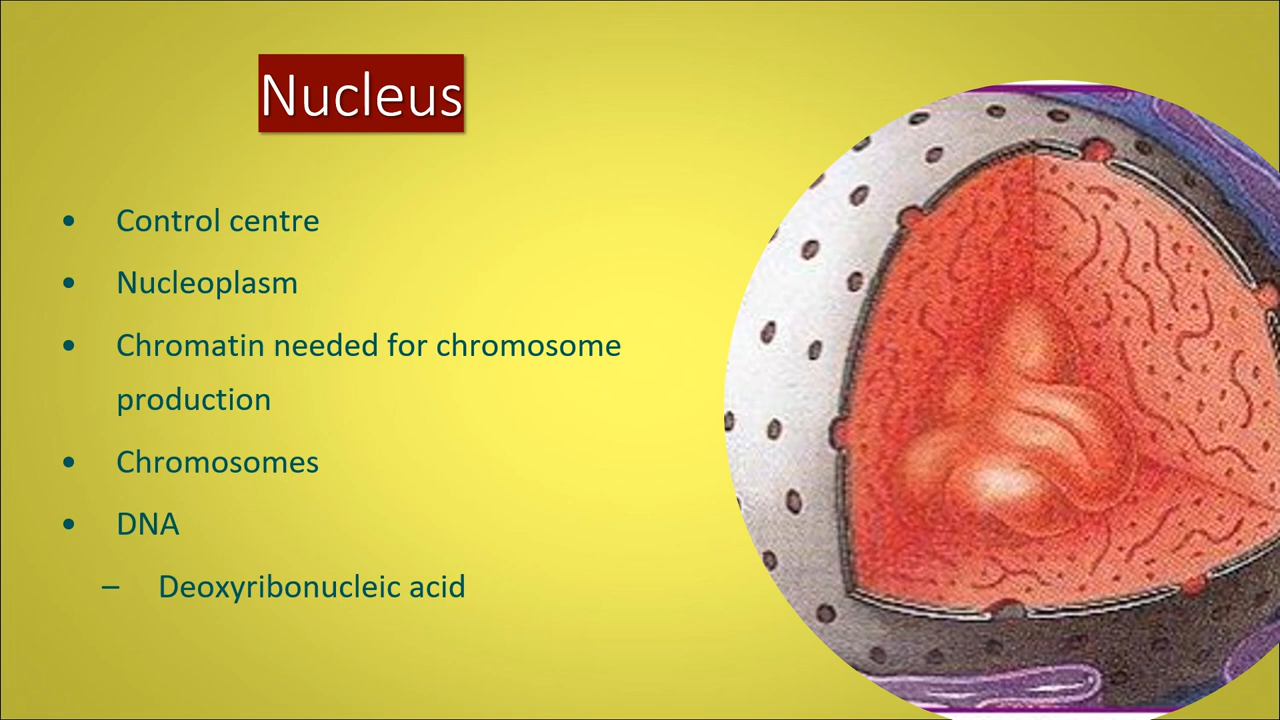 Nucleus
• Control centre
• Nucleoplasm
• Chromatin needed for chromosome
production
• Chromosomes
• DNA
– Deoxyribonucleic acid